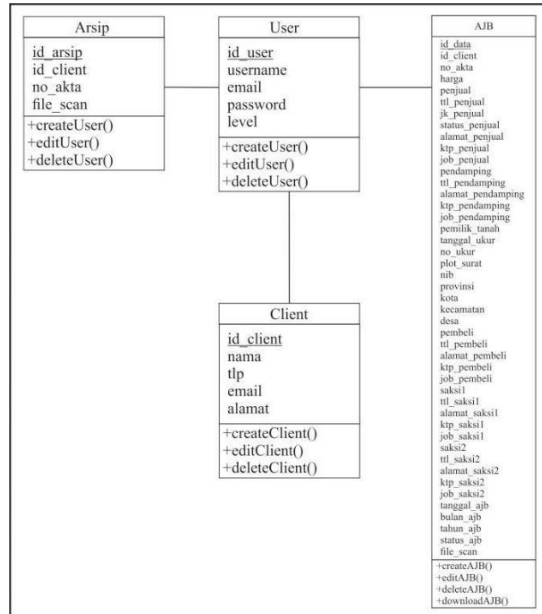 Arsip
id_arsip
id_client
no_akta
file_scan
+createUser()
+editUser()
+deleteUser()
User
id_user
username
email
password
level
+createUser()
+editUser()
+deleteUser()
Client
id_client
nama
tlp
email
alamat
+createClient()
+editClient()
+deleteClient()
AJB
id_data
id_client
no_akta
harga
penjual
ttl_penjual
jk_penjual
status_penjual
alamat_penjual
ktp_penjual
job_penjual
pendamping
ttl_pendamping
alamat_pendamping
ktp_pendamping
job_pendamping
pemilik_tanah
tanggal_ukur
no_ukur
plot_surat
nib
provinsi
kota
kecamatan
desa
pembeli
ttl_pembeli
alamat_pembeli
ktp_pembeli
job_pembeli
saksi1
ttl_saksi1
alamat_saksi1
ktp_saksi1
job_saksi1
saksi2
ttl_saksi2
alamat_saksi2
ktp_saksi2
job_saksi2
tanggal_ajb
bulan_ajb
tahun_ajb
status_ajb
file_scan
+createAJB()
+editAJB()
+deleteAJB()
+downloadAJB()